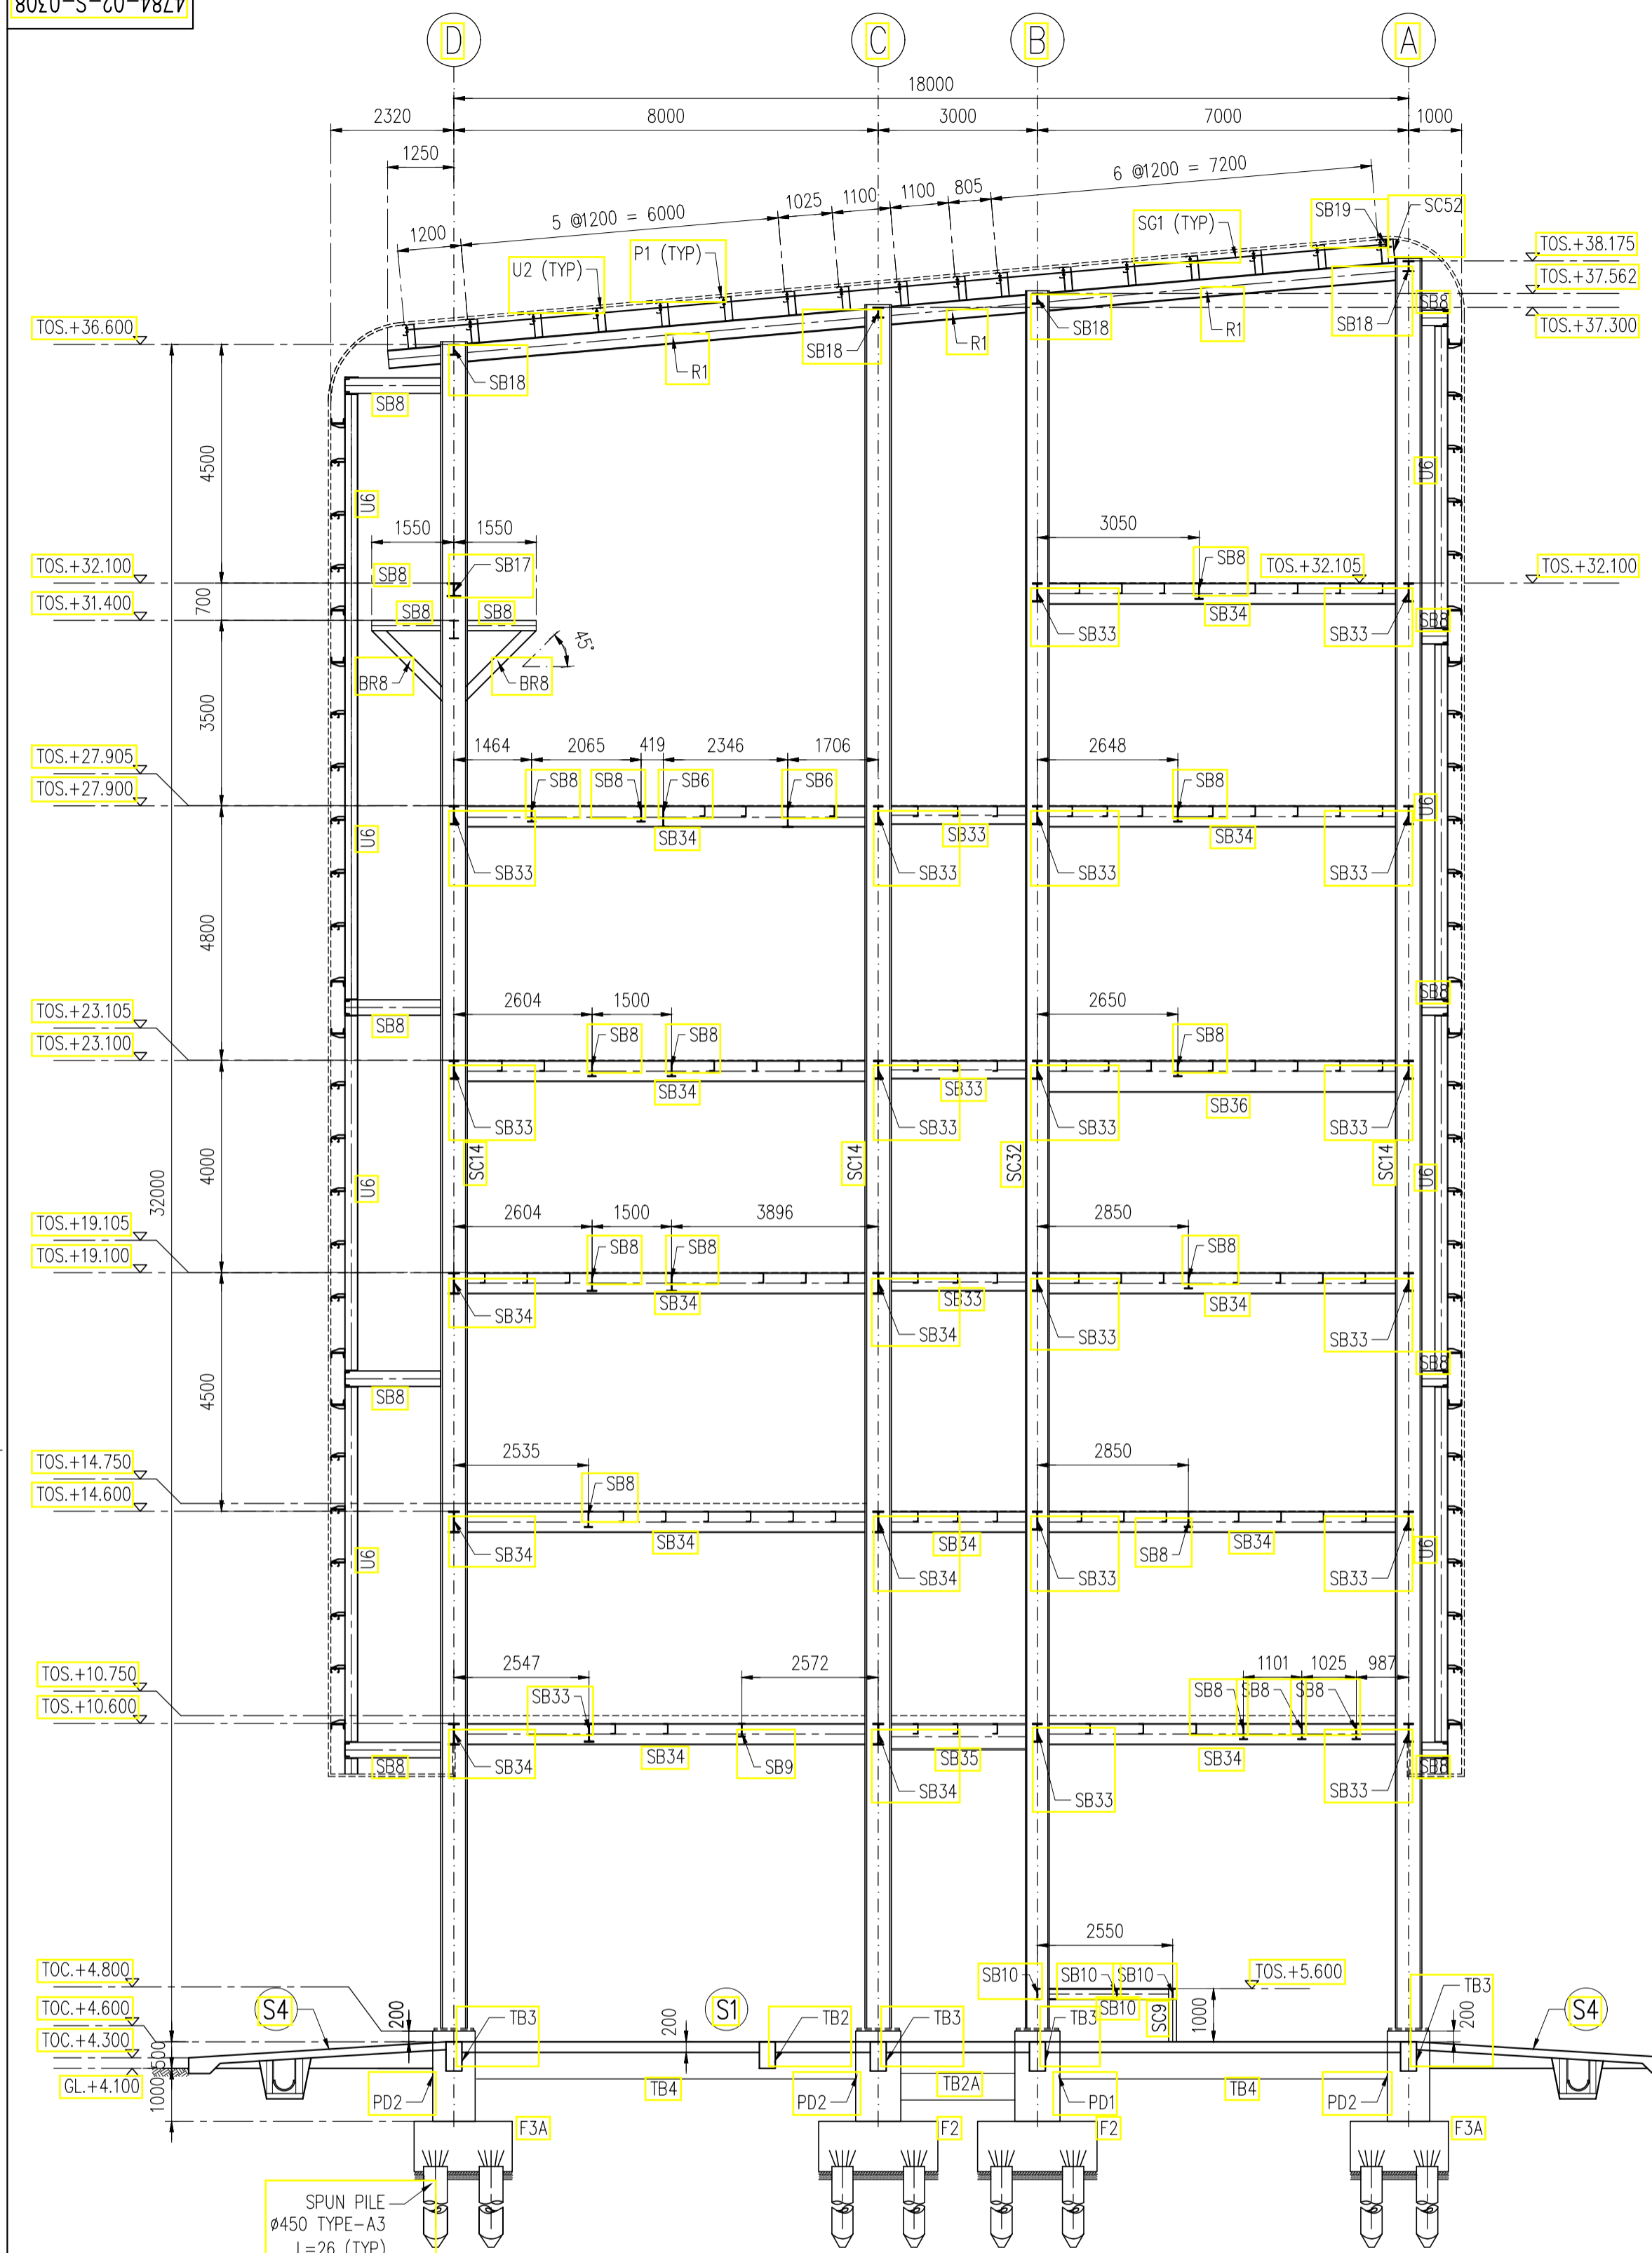 4784-02-S-0308
D
C
B
A
18000
2320
8000
3000
7000
1000
1250
6 @1200 = 7200
1025
1100
1100
805
5 @1200 = 6000
1200
SB19
SC52
SG1 (TYP)
P1 (TYP)
U2 (TYP)
TOS.+38.175
TOS.+37.562
TOS.+37.300
TOS.+36.600
SB8
SB18
SB18
R1
SB18
R1
SB18
R1
SB8
4500
U6
U6
1550
1550
3050
SB17
SB8
SB8
TOS.+32.105
TOS.+32.100
TOS.+32.100
TOS.+31.400
700
SB8
SB8
SB34
SB33
SB33
SB8
45°
BR8
BR8
3500
1464
2065
419
2346
1706
2648
TOS.+27.905
TOS.+27.900
SB8
SB8
SB6
SB6
SB8
U6
U6
SB34
SB33
SB34
SB33
SB33
SB33
SB33
4800
2604
1500
2650
SB8
TOS.+23.105
TOS.+23.100
SB8
SB8
SB8
SB8
SB34
SB33
SB36
SB33
SB33
SB33
SB33
SC14
SC14
SC32
SC14
U6
U6
4000
32000
2604
1500
3896
2850
TOS.+19.105
TOS.+19.100
SB8
SB8
SB8
SB34
SB33
SB34
SB34
SB34
SB33
SB33
SB8
SB8
4500
2535
2850
TOS.+14.750
TOS.+14.600
SB8
SB34
SB34
SB8
SB34
SB34
SB34
SB33
SB33
U6
U6
2547
2572
1101
1025
987
TOS.+10.750
TOS.+10.600
SB33
SB8
SB8
SB8
SB8
SB34
SB34
SB9
SB35
SB34
SB33
SB34
SB33
SB8
2550
TOC.+4.800
SB10
SB10
SB10
TOS.+5.600
TOC.+4.600
S4
200
TB3
200
S1
TB2
TB3
TB3
SB10
SC9
1000
TB3
200
S4
TOC.+4.300
GL.+4.100
500
1000
PD2
TB4
PD2
TB2A
PD1
TB4
PD2
F3A
F2
F2
F3A
SPUN PILE
ø450 TYPE-A3
L=26 (TYP)